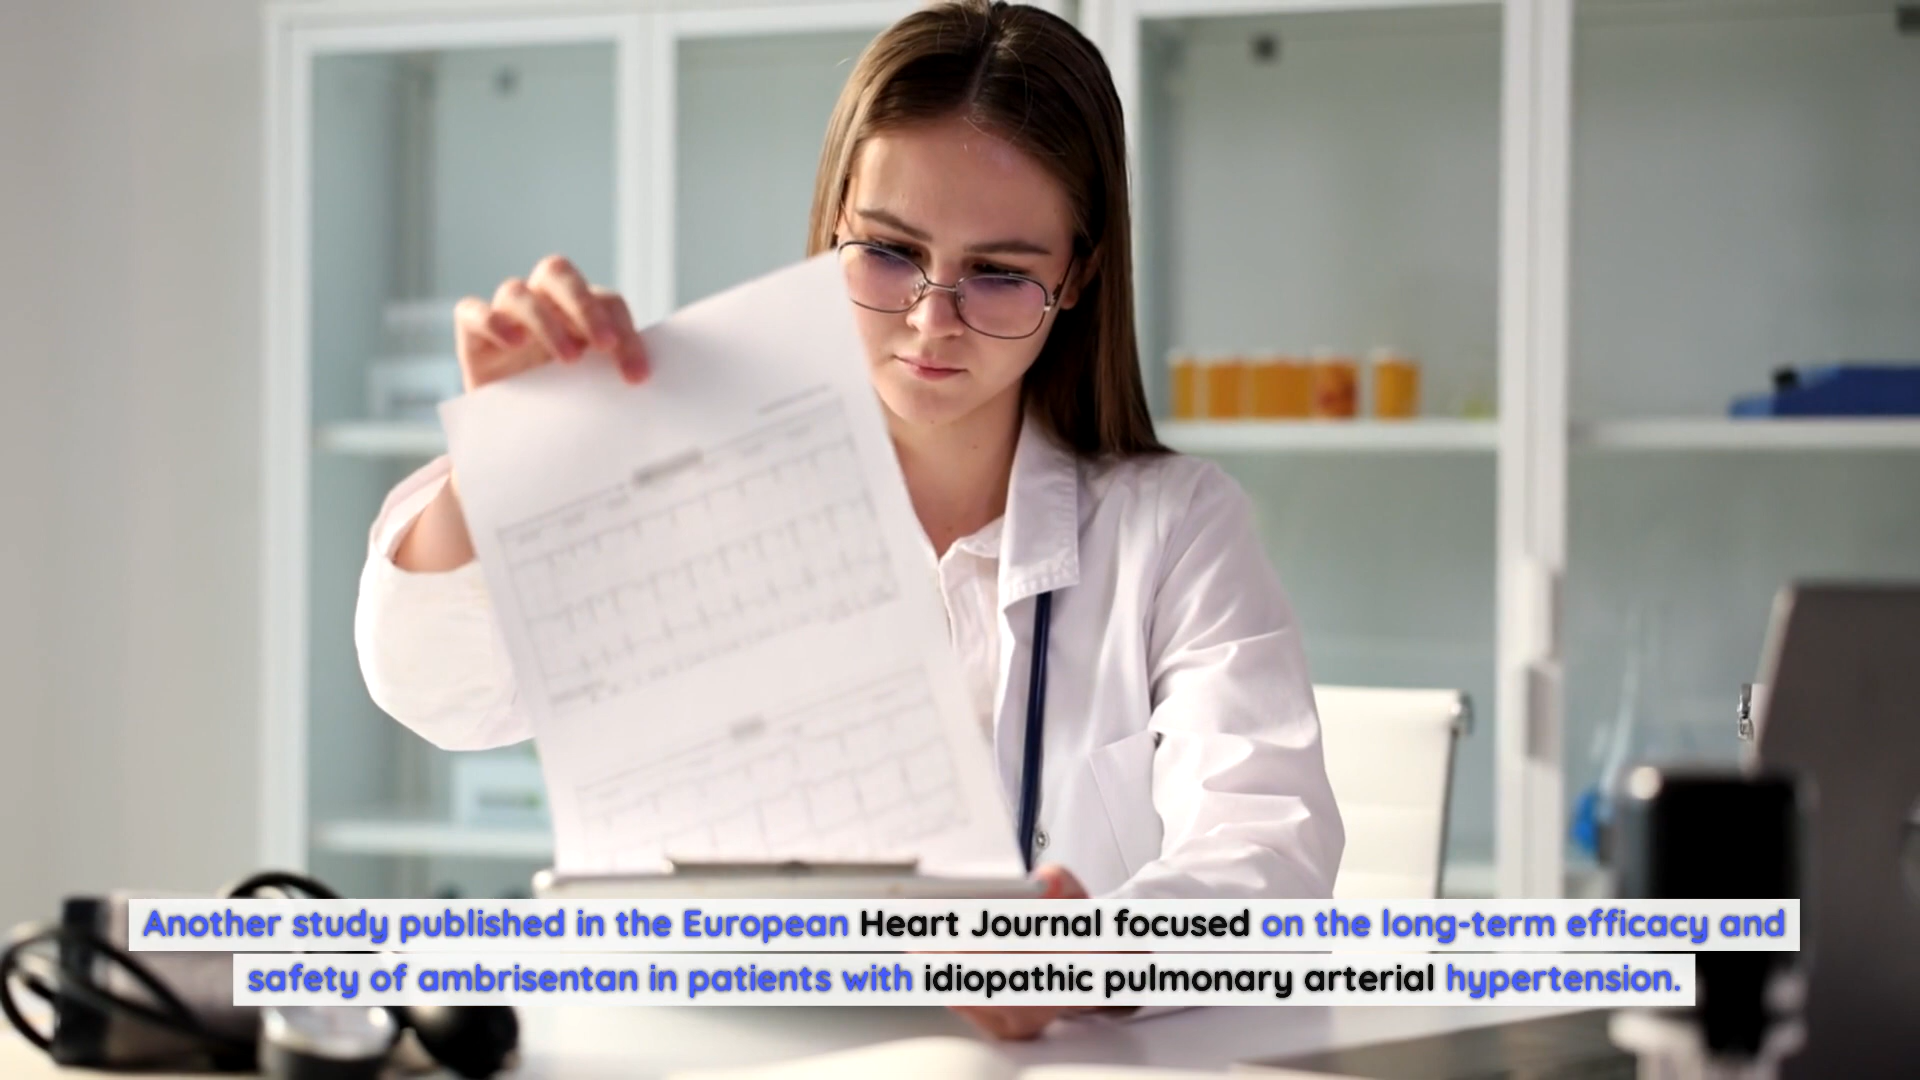 Another study published in the European Heart Journal focused on the long-term efficacy and
safety of ambrisentan in patients with idiopathic pulmonary arterial hypertension.